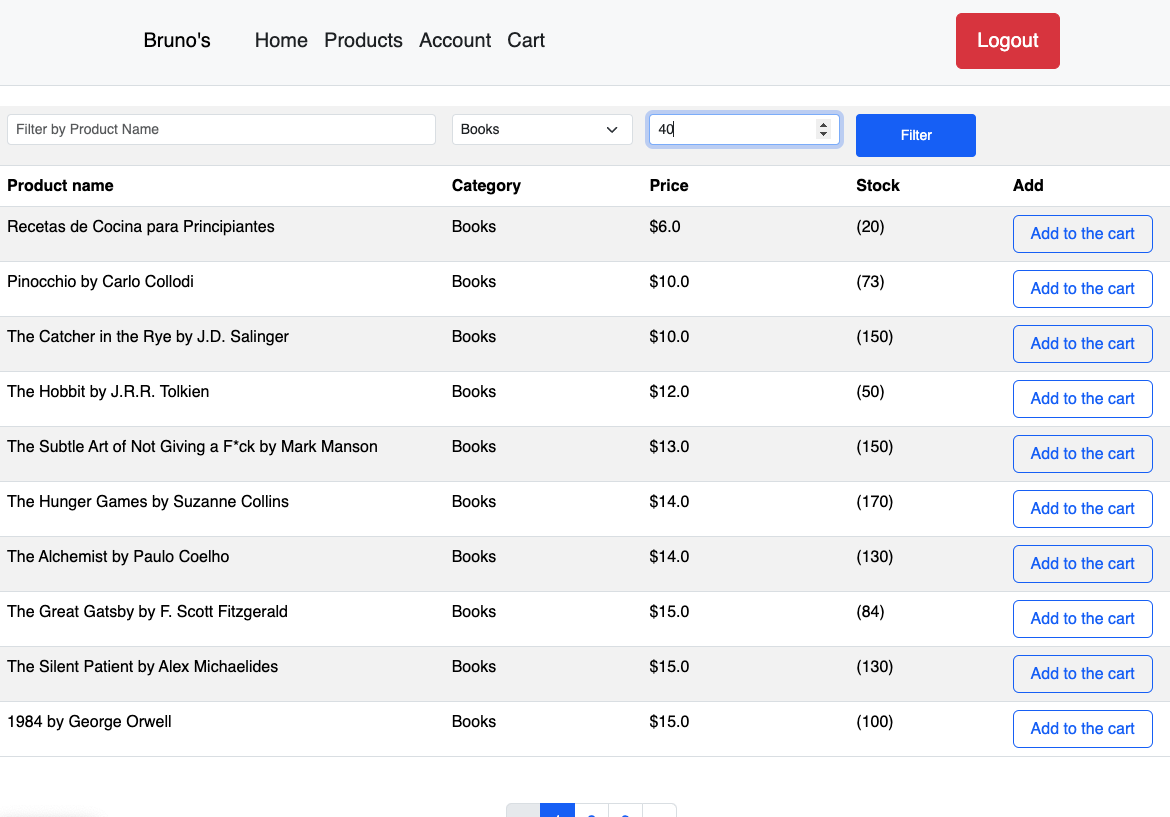 Bruno's Home Products Account Cart Logout
Filter by Product Name Books 40 Filter
Product name Category Price Stock Add
Recetas de Cocina para Principiantes Books $6.0 (20) Add to the cart
Pinocchio by Carlo Collodi Books $10.0 (73) Add to the cart
The Catcher in the Rye by J.D. Salinger Books $10.0 (150) Add to the cart
The Hobbit by J.R.R. Tolkien Books $12.0 (50) Add to the cart
The Subtle Art of Not Giving a F*ck by Mark Manson Books $13.0 (150) Add to the cart
The Hunger Games by Suzanne Collins Books $14.0 (170) Add to the cart
The Alchemist by Paulo Coelho Books $14.0 (130) Add to the cart
The Great Gatsby by F. Scott Fitzgerald Books $15.0 (84) Add to the cart
The Silent Patient by Alex Michaelides Books $15.0 (130) Add to the cart
1984 by George Orwell Books $15.0 (100) Add to the cart